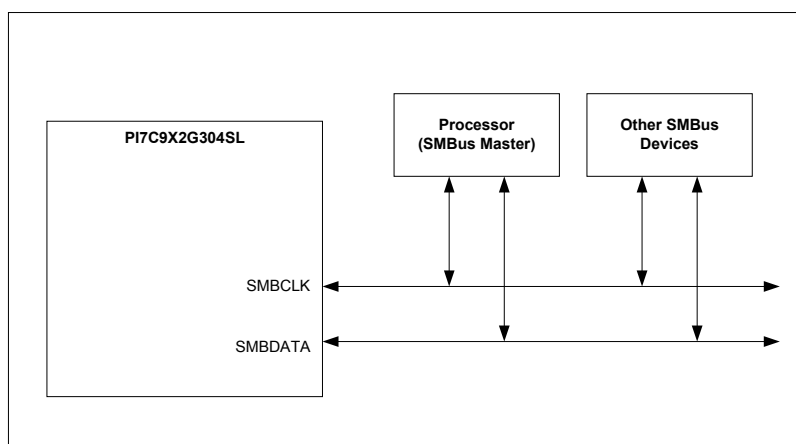 PI7C9X2G304SL
Processor
(SMBus Master)
Other SMBus
Devices
SMBCLK
SMBDATA